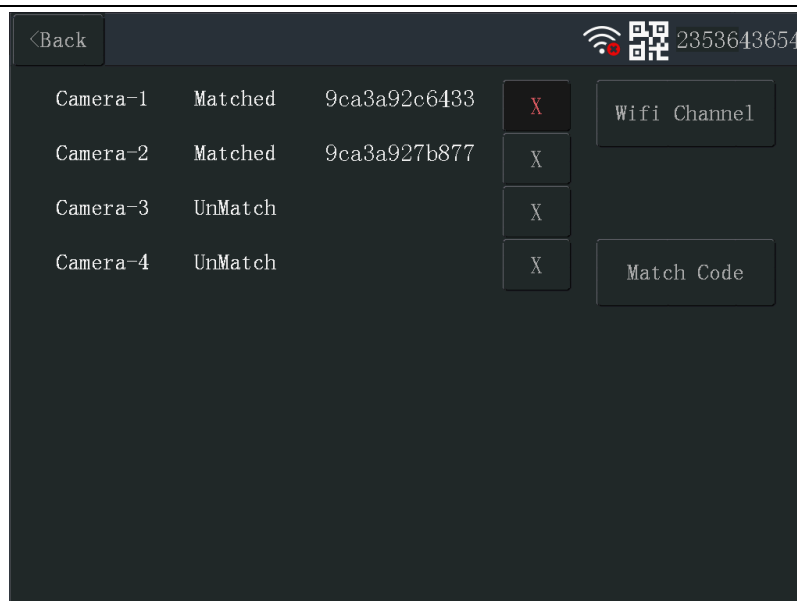 <Back 2353643654
Camera-1 Matched 9ca3a92c6433 X Wifi Channel
Camera-2 Matched 9ca3a927b877 X
Camera-3 UnMatch X
Camera-4 UnMatch X Match Code